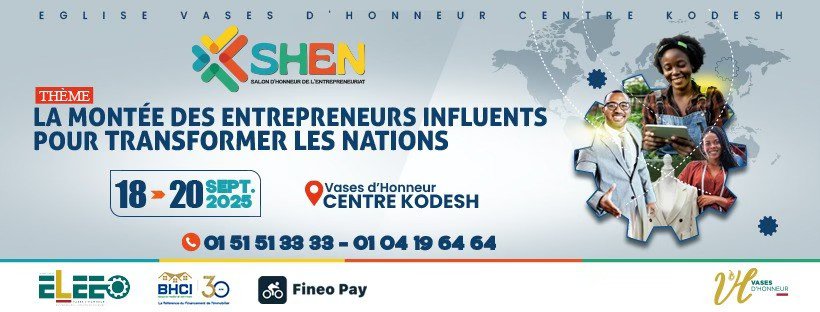 EGLISE VASES D'HONNEUR CENTRE KODESH
SHEN
SALON D'HONNEUR DE L'ENTREPRENEURIAT
THÈME
LA MONTÉE DES ENTREPRENEURS INFLUENTS
POUR TRANSFORMER LES NATIONS
18 20 SEPT. 2025
Vases d'Honneur
CENTRE KODESH
01 51 51 33 33 - 01 04 19 64 64
ELEEO
BHCI 30
La Référence du Financement de l'Immobilier
Fineo Pay
VH VASES
D'HONNEUR